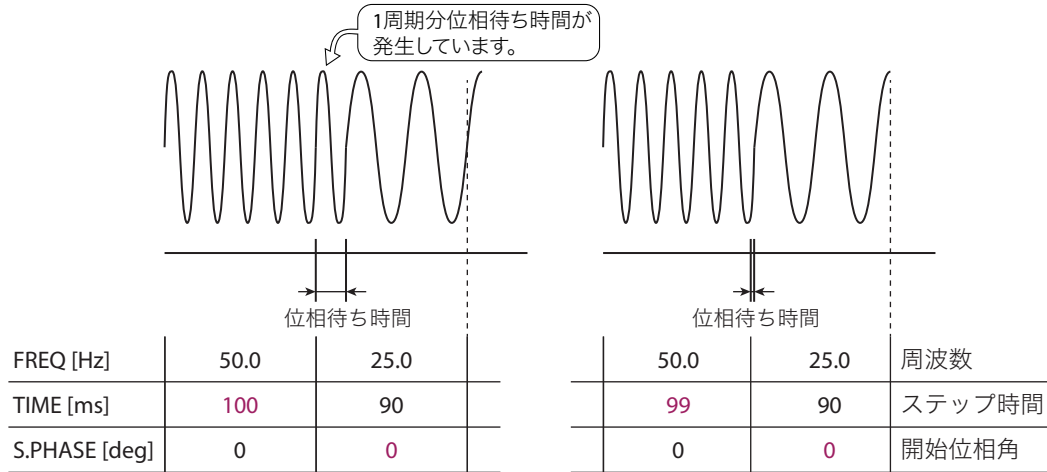 1周期分位相待ち時間が
発生しています。
位相待ち時間
位相待ち時間
FREQ [Hz] 50.0 25.0 50.0 25.0 周波数
TIME [ms] 100 90 99 90 ステップ時間
S.PHASE [deg] 0 0 0 0 開始位相角